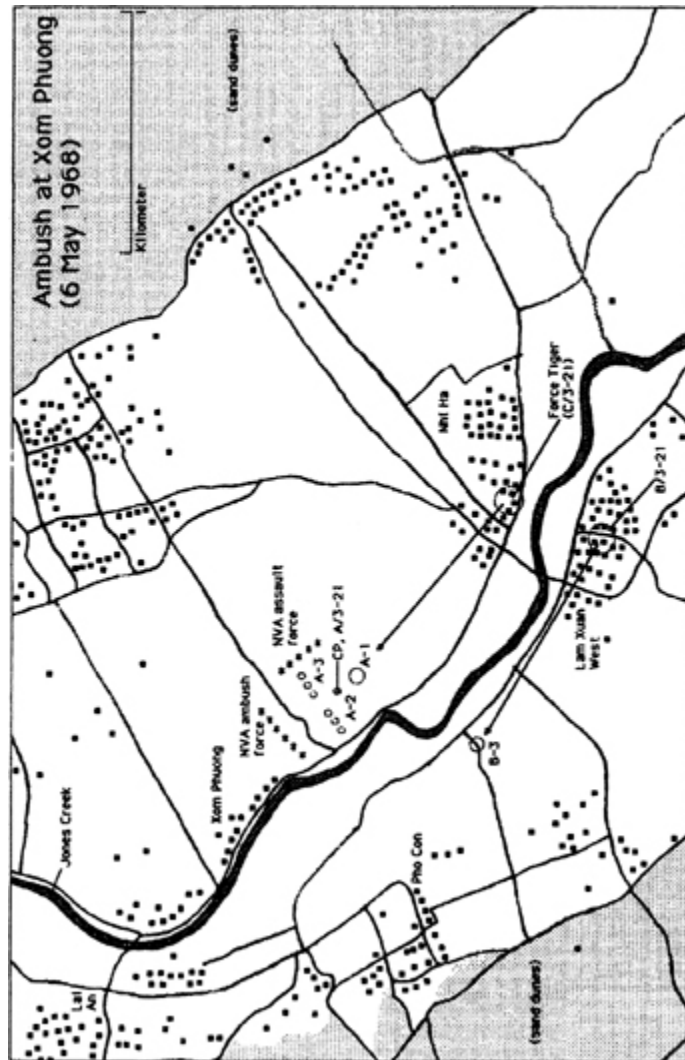 Ambush at Xom Phuong
(6 May 1968)
Kilometer
(sand dunes)
Jones Creek
Lai
An
Xom Phuong
NVA ambush
force
NVA assault
force
A-3
CP, A/3-21
A-2
A-1
Nhi Ha
Force Tiger
(C/3-21)
Pho Con
B-3
Lam Xuan
West
B/3-21
(sand dunes)